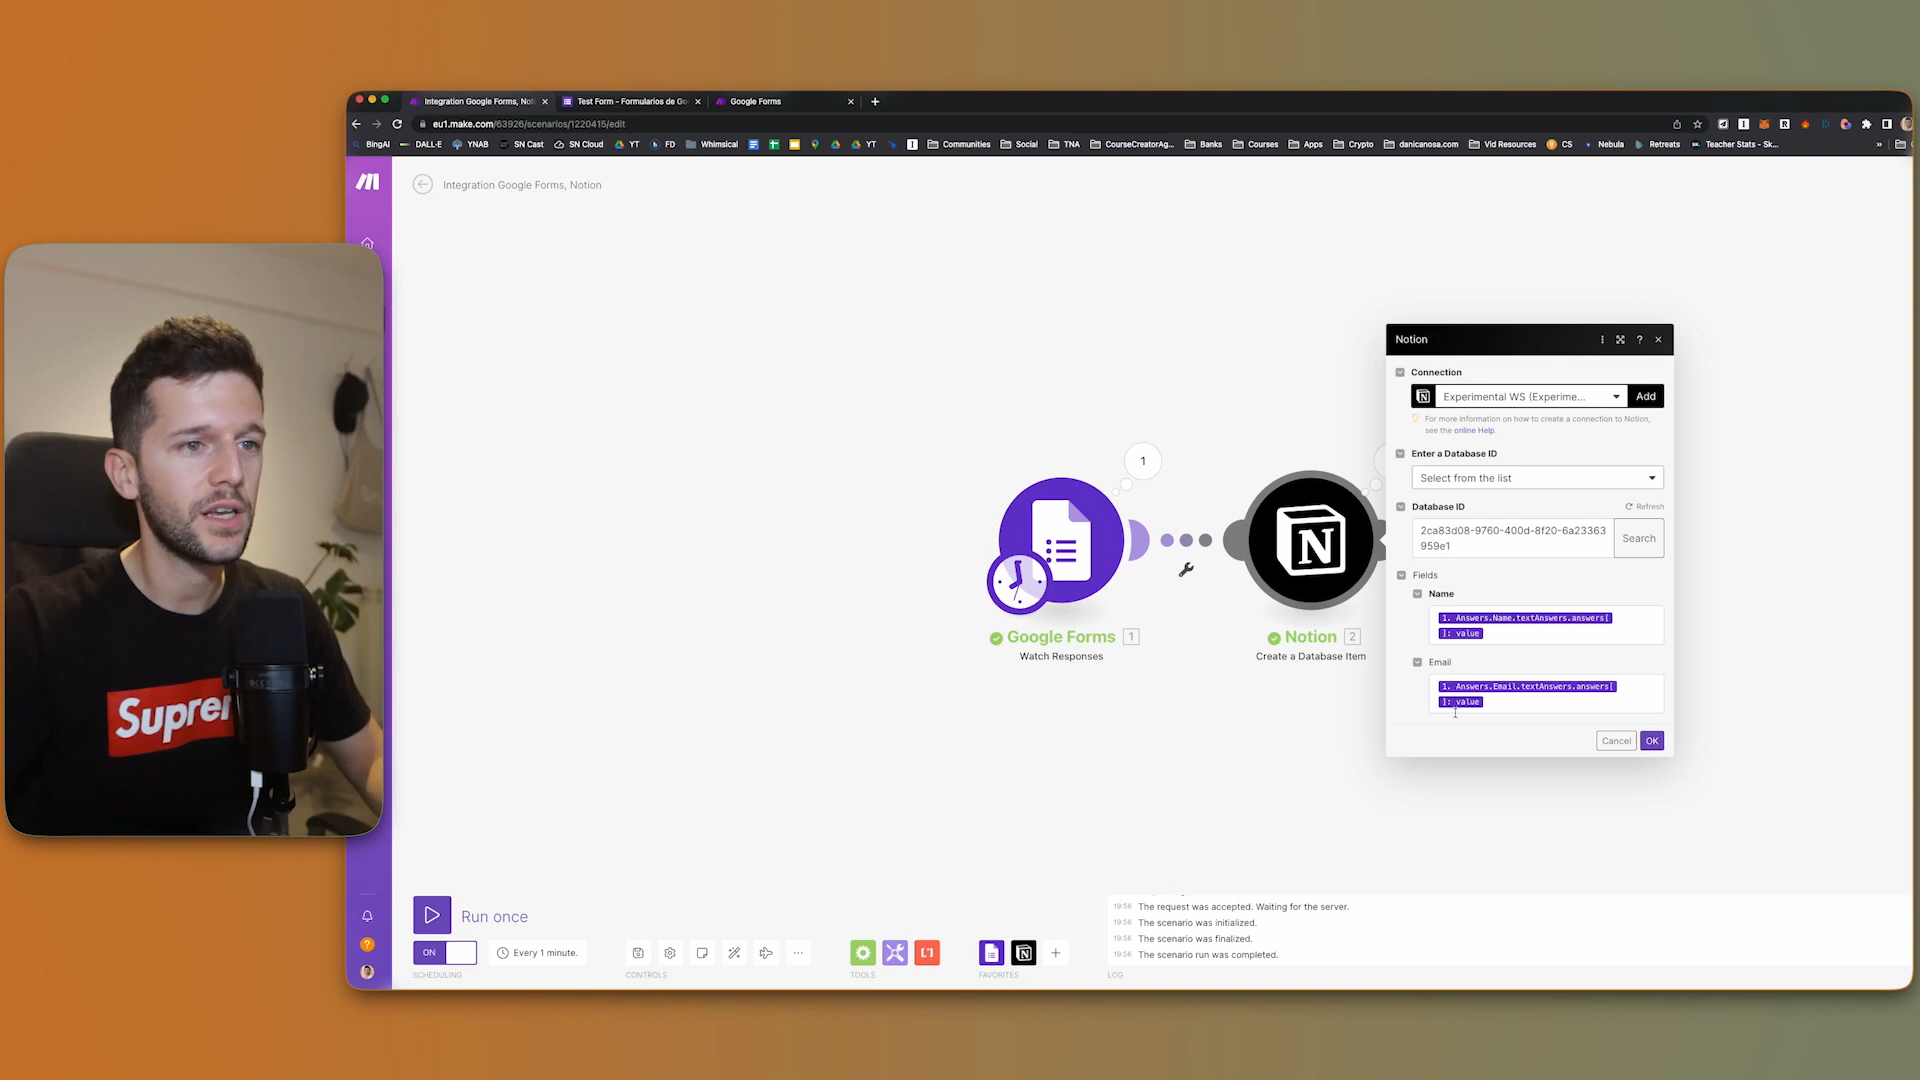 Integration Google Forms, Not
Test Form - Formularios de Go
Google Forms
eu1.make.com/63926/scenarios/1220415/edit
BingAI
DALL-E
YNAB
SN Cast
SN Cloud
YT
FD
Whimsical
YT
Communities
Social
TNA
CourseCreatorAg...
Banks
Courses
Apps
Crypto
danicanosa.com
Vid Resources
CS
Nebula
Retreats
Teacher Stats - Sk...
Integration Google Forms, Notion
Notion
Connection
Experimental WS (Experime...
Add
For more information on how to create a connection to Notion,
see the online Help.
Enter a Database ID
Select from the list
Database ID
Refresh
2ca83d08-9760-400d-8f20-6a23363
959e1
Search
Fields
Name
1. Answers.Name.textAnswers.answers[
]: value
Email
1. Answers.Email.textAnswers.answers[
]: value
Cancel
OK
1
Google Forms
1
Watch Responses
N
Notion
2
Create a Database Item
Suprem
Run once
ON
Every 1 minute.
SCHEDULING
CONTROLS
TOOLS
FAVORITES
19:56 The request was accepted. Waiting for the server.
19:56 The scenario was initialized.
19:56 The scenario was finalized.
19:56 The scenario run was completed.
LOG